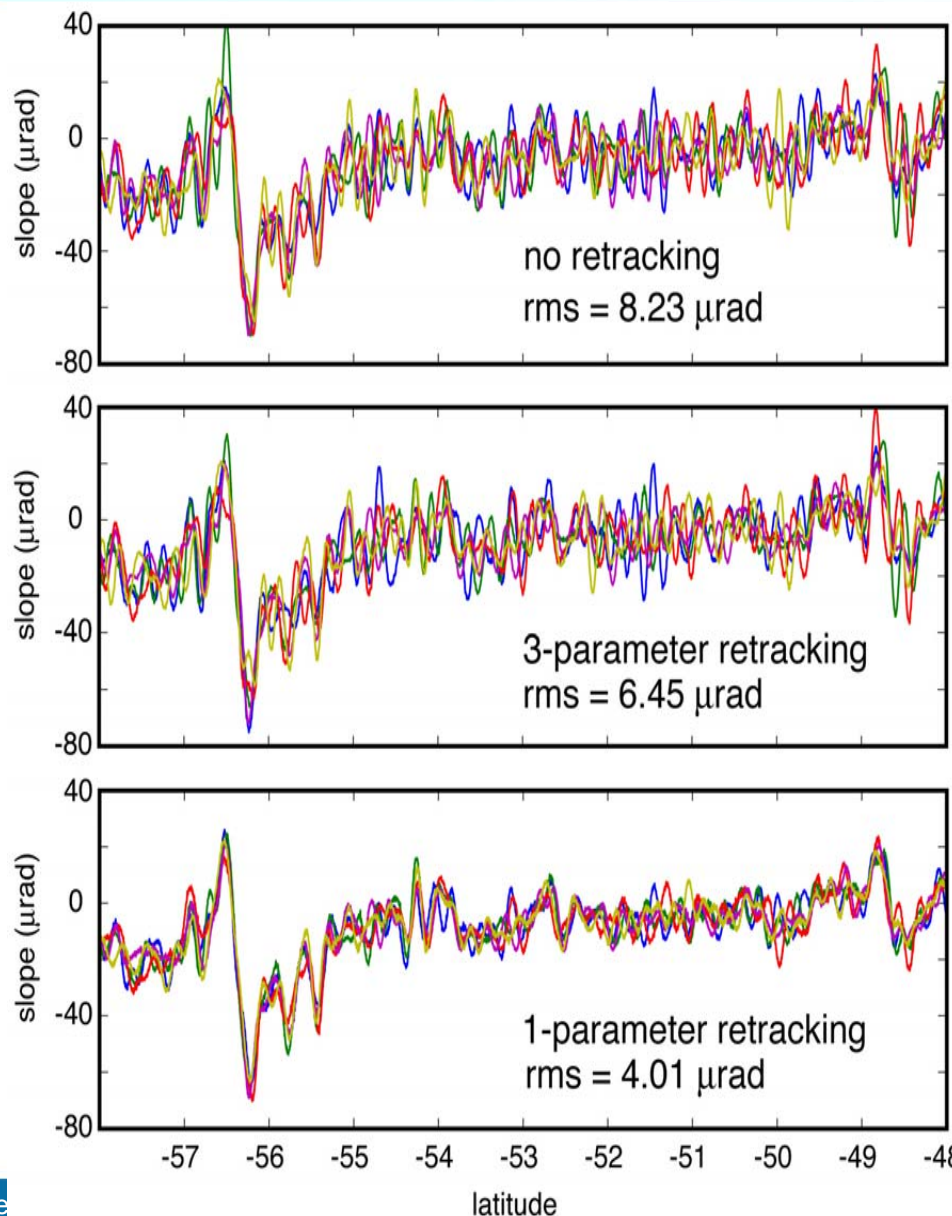 40
0
-40
-80
slope (μrad)
no retracking
rms = 8.23 μrad
40
0
-40
-80
slope (μrad)
3-parameter retracking
rms = 6.45 μrad
40
0
-40
-80
slope (μrad)
1-parameter retracking
rms = 4.01 μrad
-57 -56 -55 -54 -53 -52 -51 -50 -49
latitude